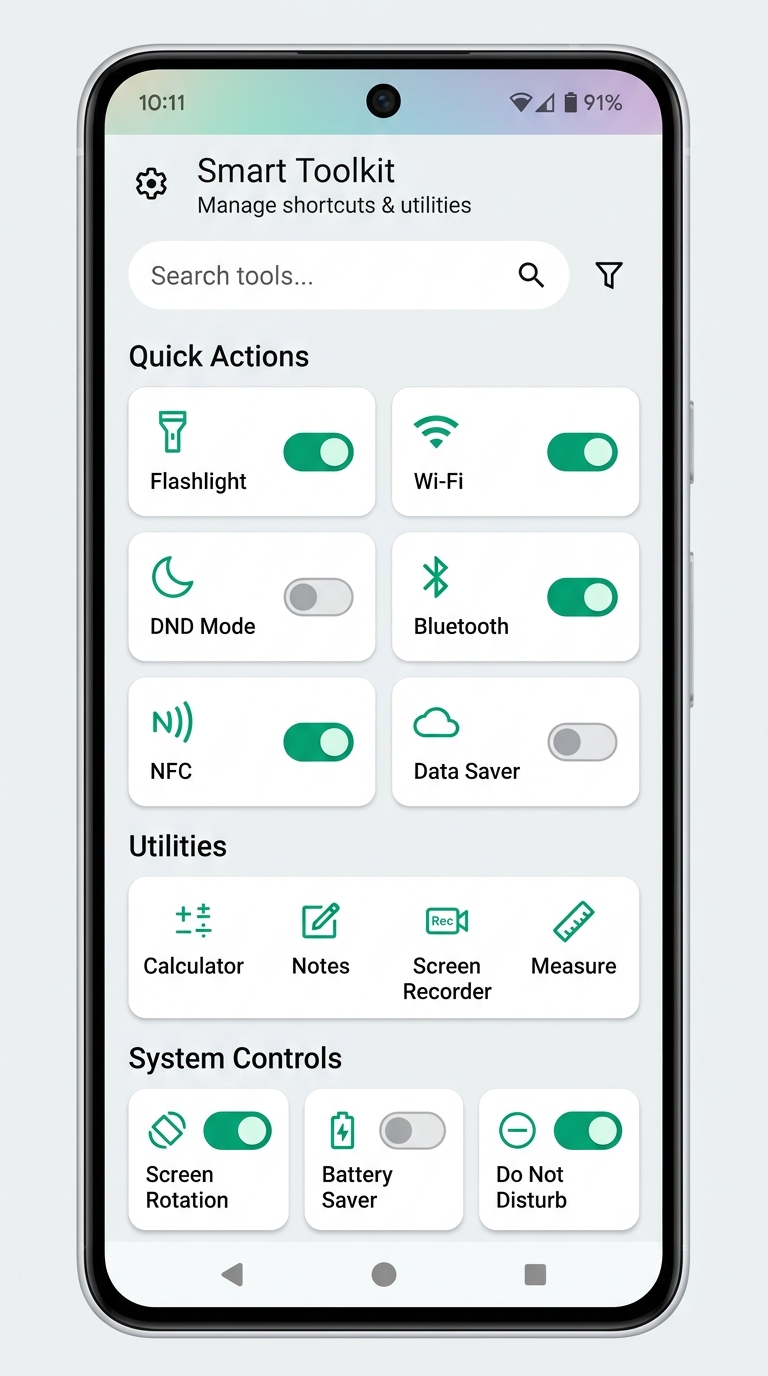 10:11
91%
Smart Toolkit
Manage shortcuts & utilities
Search tools...
Quick Actions
Flashlight
Wi-Fi
DND Mode
Bluetooth
N
NFC
Data Saver
Utilities
Rec
Calculator
Notes
Screen
Recorder
Measure
System Controls
Screen
Rotation
Battery
Saver
Do Not
Disturb